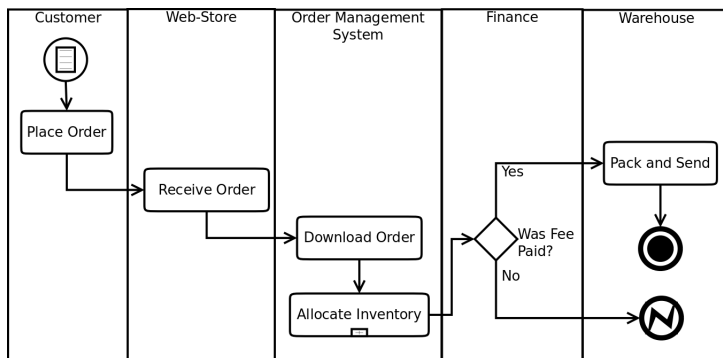 Customer
Web-Store
Order Management
System
Finance
Warehouse
Place Order
Receive Order
Download Order
Allocate Inventory
Yes
Was Fee
Paid?
No
Pack and Send